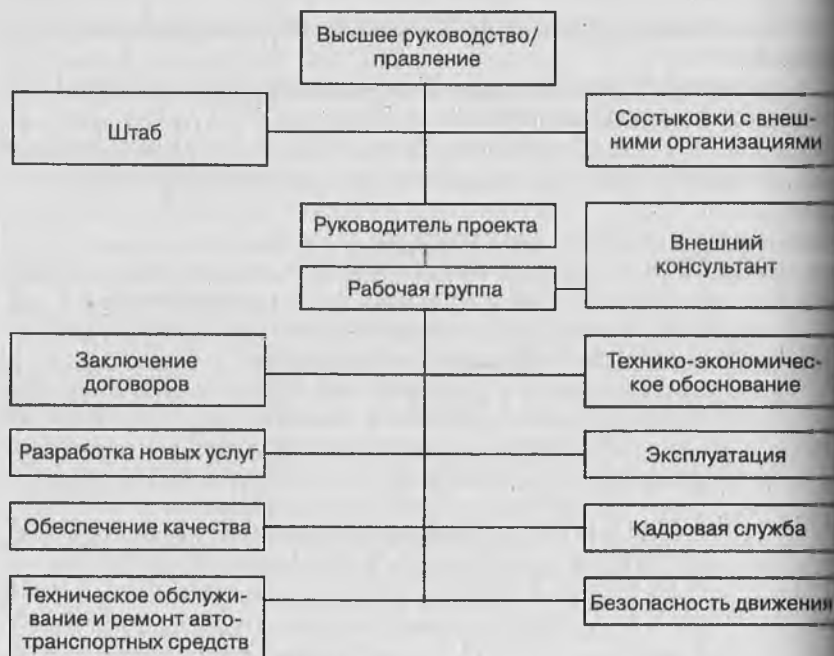 Высшее руководство/
правление
Штаб
Состыковки с внеш-
ними организациями
Руководитель проекта
Внешний
консультант
Рабочая группа
Заключение
договоров
Технико-экономичес-
кое обоснование
Разработка новых услуг
Эксплуатация
Обеспечение качества
Кадровая служба
Техническое обслужи-
вание и ремонт авто-
транспортных средств
Безопасность движения